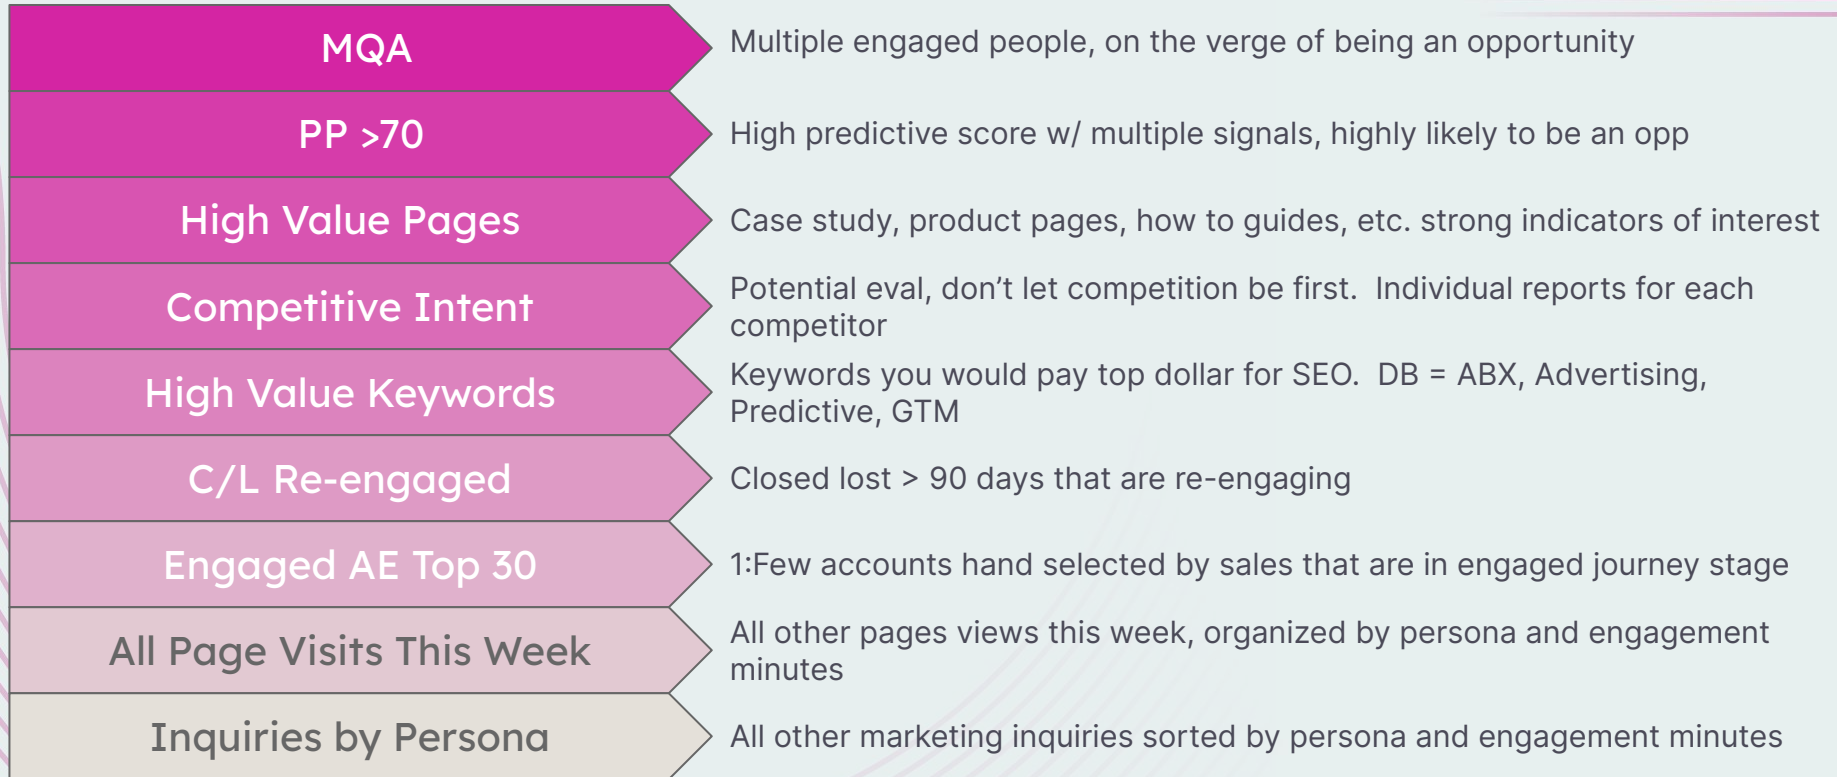 MQA
Multiple engaged people, on the verge of being an opportunity
PP >70
High predictive score w/ multiple signals, highly likely to be an opp
High Value Pages
Case study, product pages, how to guides, etc. strong indicators of interest
Competitive Intent
Potential eval, don’t let competition be first.  Individual reports for each
competitor
High Value Keywords
Keywords you would pay top dollar for SEO.  DB = ABX, Advertising,
Predictive, GTM
C/L Re-engaged
Closed lost > 90 days that are re-engaging
Engaged AE Top 30
1:Few accounts hand selected by sales that are in engaged journey stage
All Page Visits This Week
All other pages views this week, organized by persona and engagement
minutes
Inquiries by Persona
All other marketing inquiries sorted by persona and engagement minutes